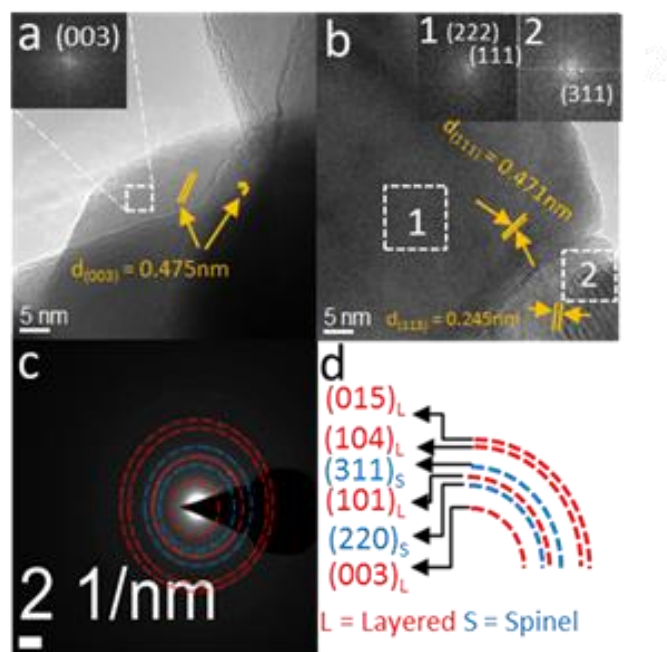 a
(003)
d(003) = 0.475nm
5 nm
b
1
(222)
(111)
2
(311)
d(111) = 0.471nm
1
2
d(113) = 0.245nm
5 nm
c
2 1/nm
d
(015)L
(104)L
(311)S
(101)L
(220)S
(003)L
L = Layered S = Spinel